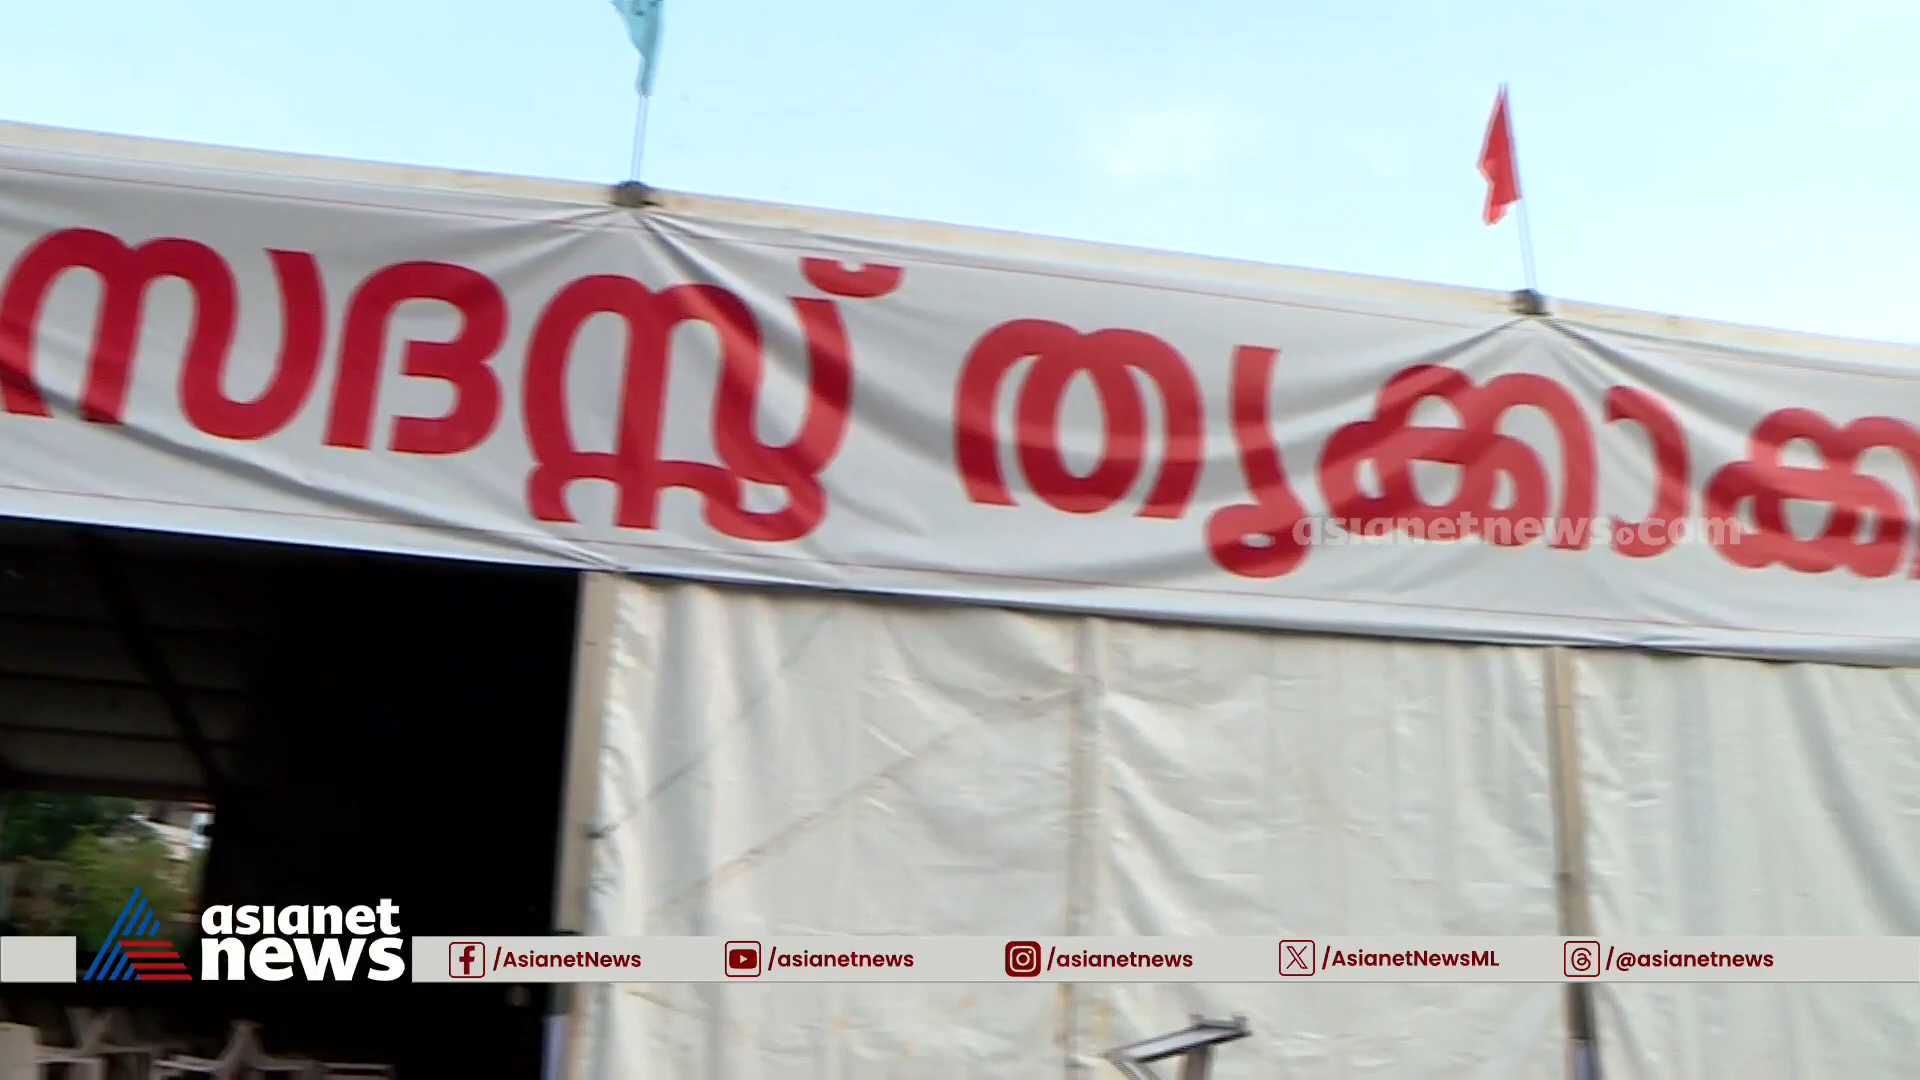 സദസ്സ് തൃക്കാക്ക
asianetnews.com
asianet
news
/AsianetNews
/asianetnews
/asianetnews
/AsianetNewsML
/@asianetnews